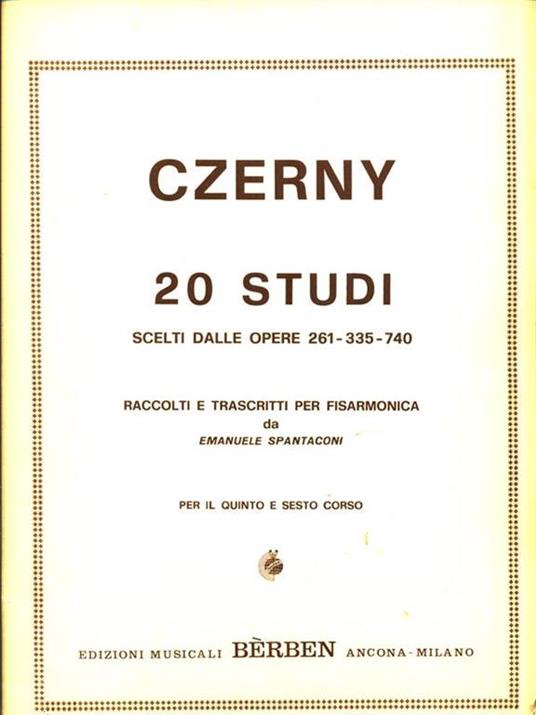 CZERNY
20 STUDI
SCELTI DALLE OPERE 261-335-740
RACCOLTI E TRASCRITTI PER FISARMONICA
da
EMANUELE SPANTACONI
PER IL QUINTO E SESTO CORSO
EDIZIONI MUSICALI BÈRBEN ANCONA-MILANO